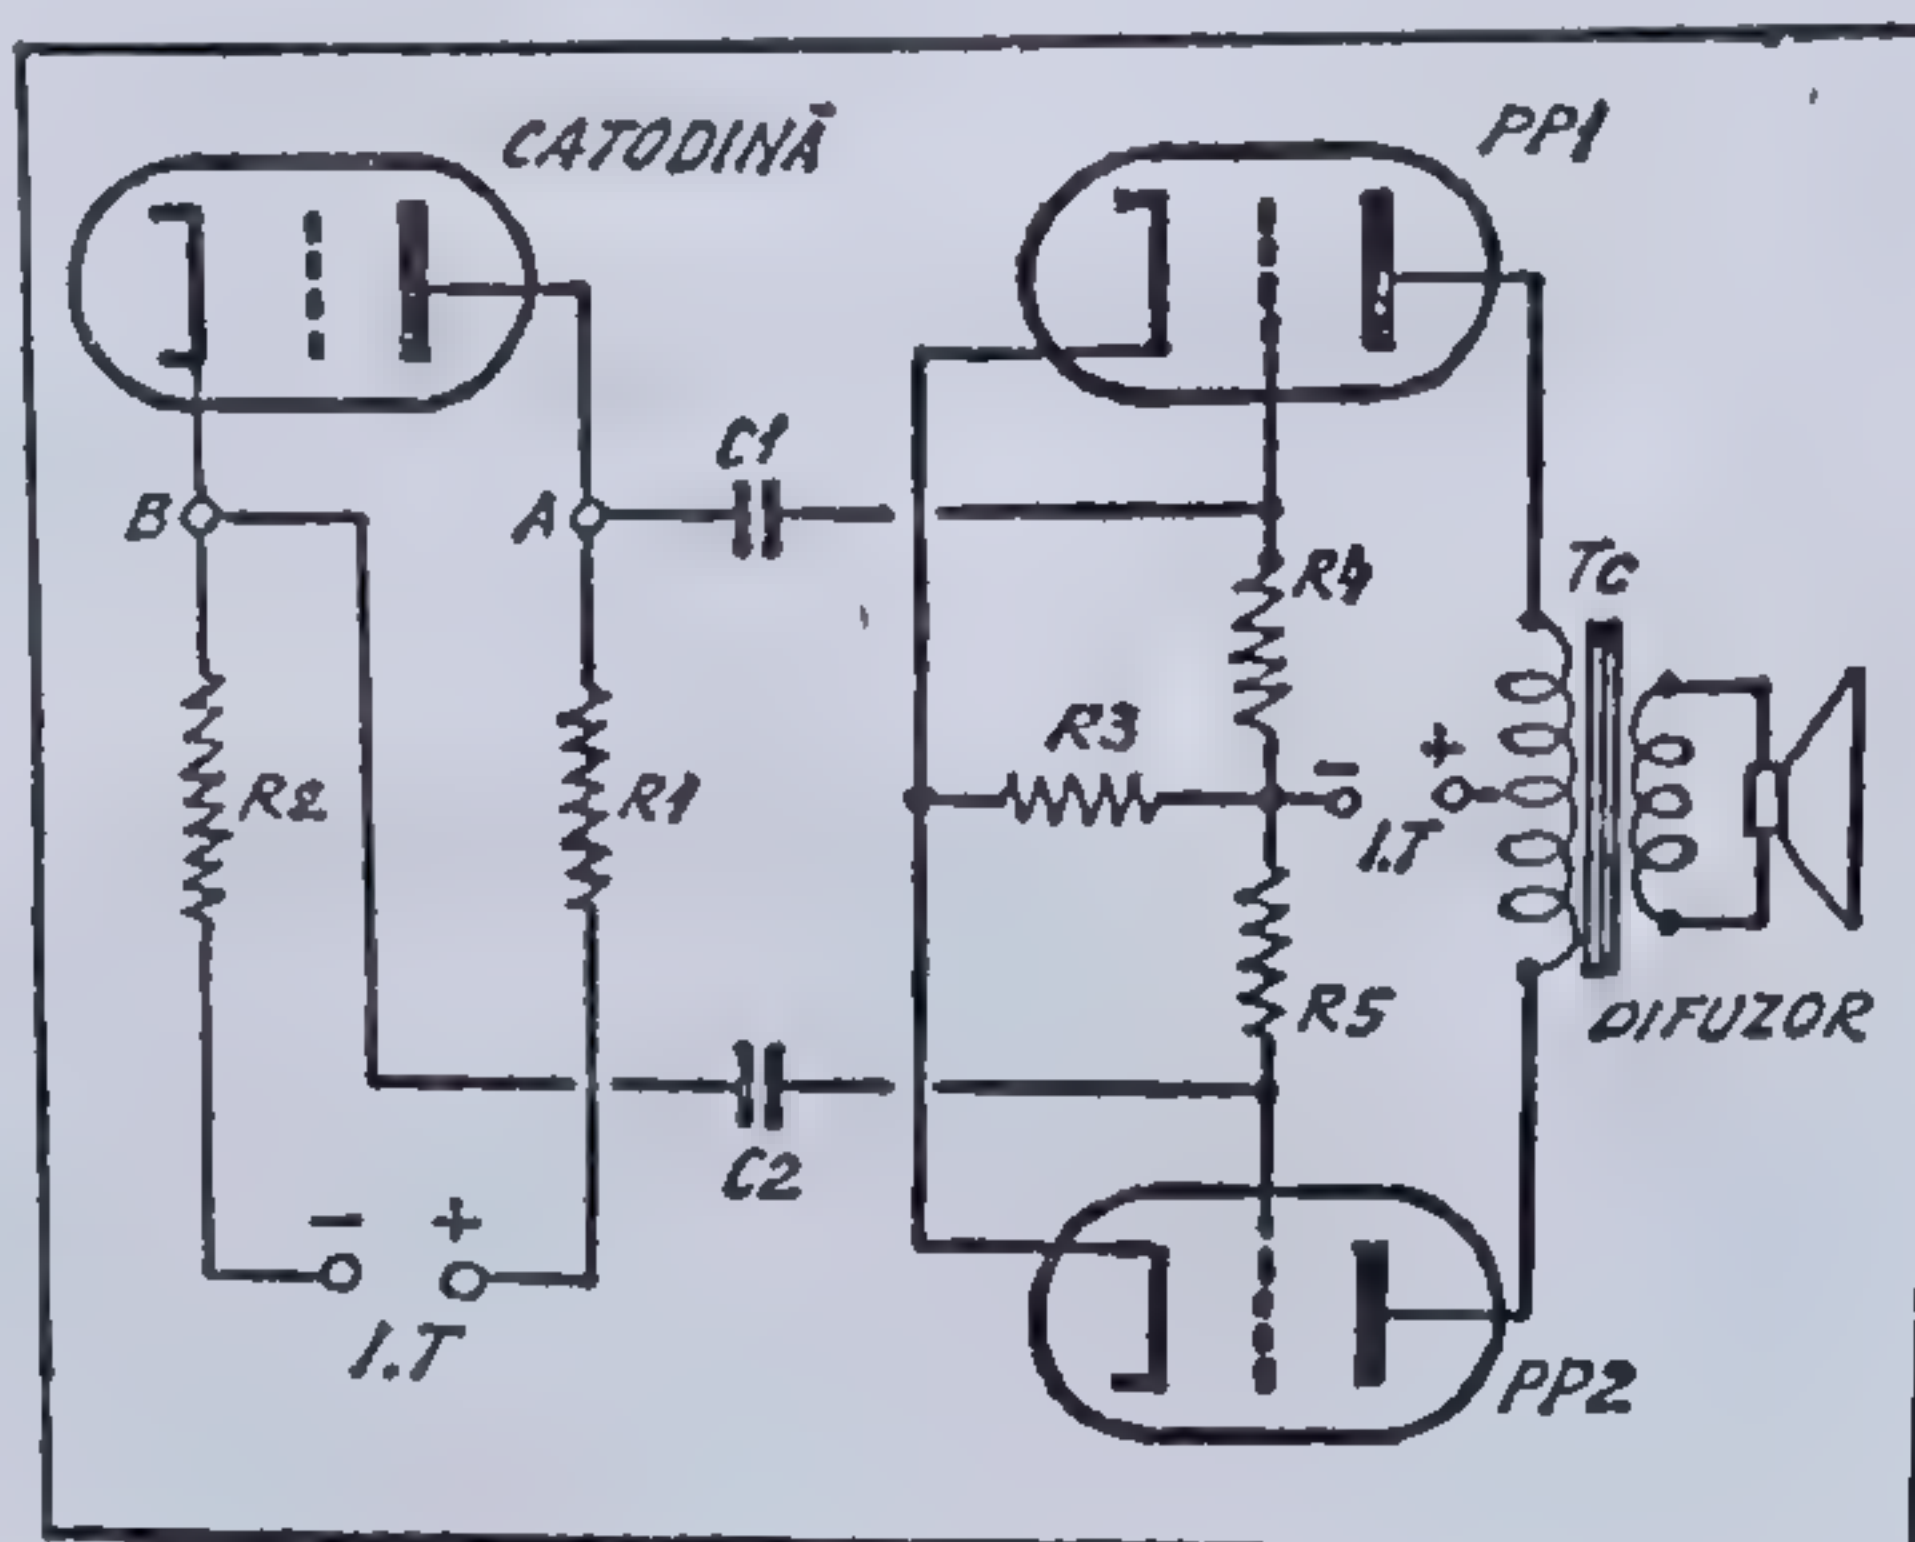 CATODINĂ
PP1
C1
B
A
R4
Tc
R3
+
-
R2
R1
I.T
R5
DIFUZOR
C2
- +
I.T
PP2